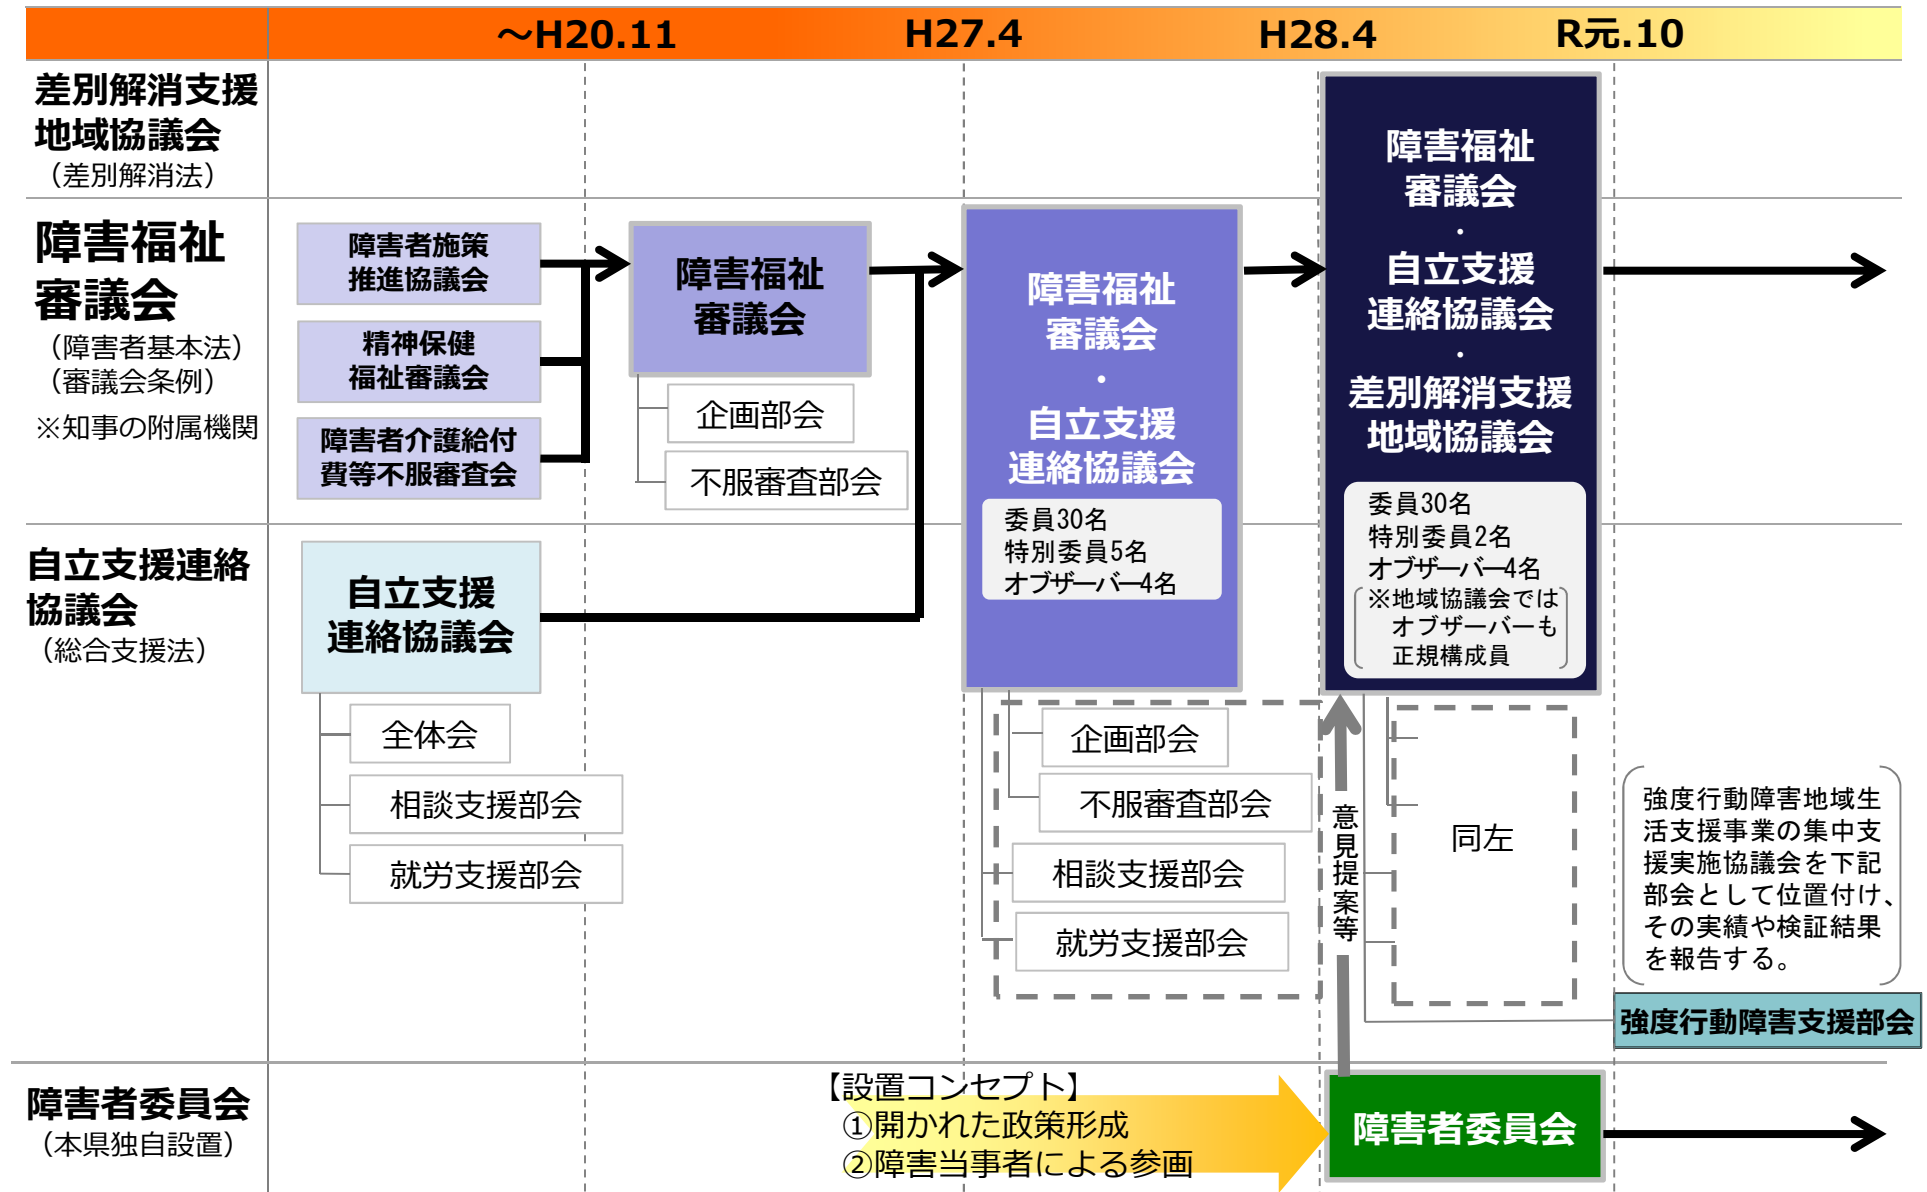 ～H20.11
H27.4
H28.4
R元.10
差別解消支援
地域協議会
（差別解消法）
障害福祉
審議会
（障害者基本法）
（審議会条例）
※知事の附属機関
自立支援連絡
協議会
（総合支援法）
障害者委員会
（本県独自設置）
障害者施策
推進協議会
精神保健
福祉審議会
障害者介護給付
費等不服審査会
自立支援
連絡協議会
全体会
相談支援部会
就労支援部会
障害福祉
審議会
企画部会
不服審査部会
障害福祉
審議会
・
自立支援
連絡協議会
委員30名
特別委員5名
オブザーバー4名
企画部会
不服審査部会
相談支援部会
就労支援部会
障害福祉
審議会
・
自立支援
連絡協議会
・
差別解消支援
地域協議会
委員30名
特別委員2名
オブザーバー4名
※地域協議会では
オブザーバーも
正規構成員
意見提案等
同左
強度行動障害地域生
活支援事業の集中支
援実施協議会を下記
部会として位置付け、
その実績や検証結果
を報告する。
強度行動障害支援部会
【設置コンセプト】
①開かれた政策形成
②障害当事者による参画
障害者委員会